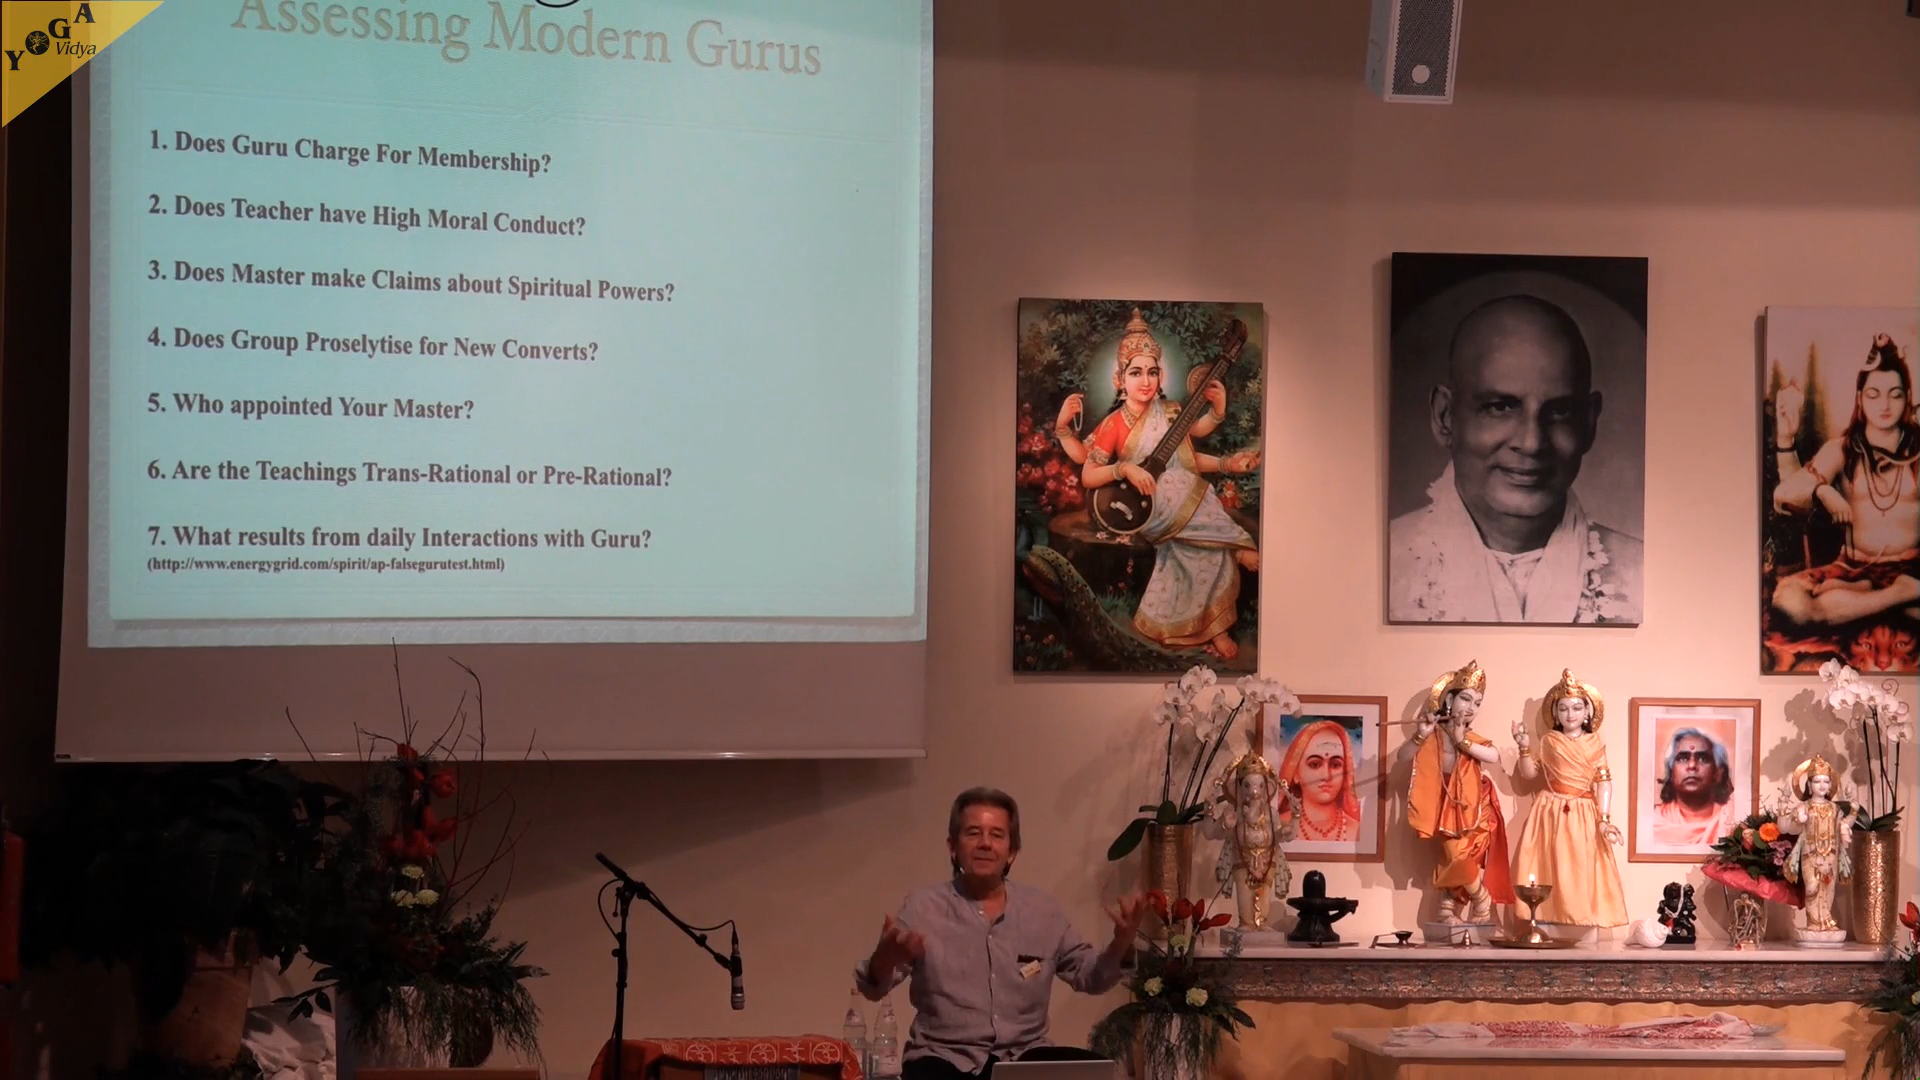 YOGA
Vidya
Assessing Modern Gurus
1. Does Guru Charge For Membership?
2. Does Teacher have High Moral Conduct?
3. Does Master make Claims about Spiritual Powers?
4. Does Group Proselytise for New Converts?
5. Who appointed Your Master?
6. Are the Teachings Trans-Rational or Pre-Rational?
7. What results from daily Interactions with Guru?
(http://www.energygrid.com/spirit/ap-falsegurutest.html)